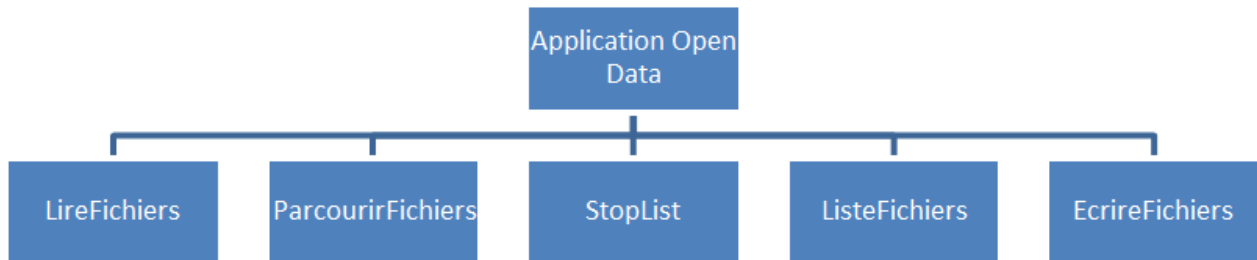 Application Open
Data
LireFichiers
ParcourirFichiers
StopList
ListeFichiers
EcrireFichiers